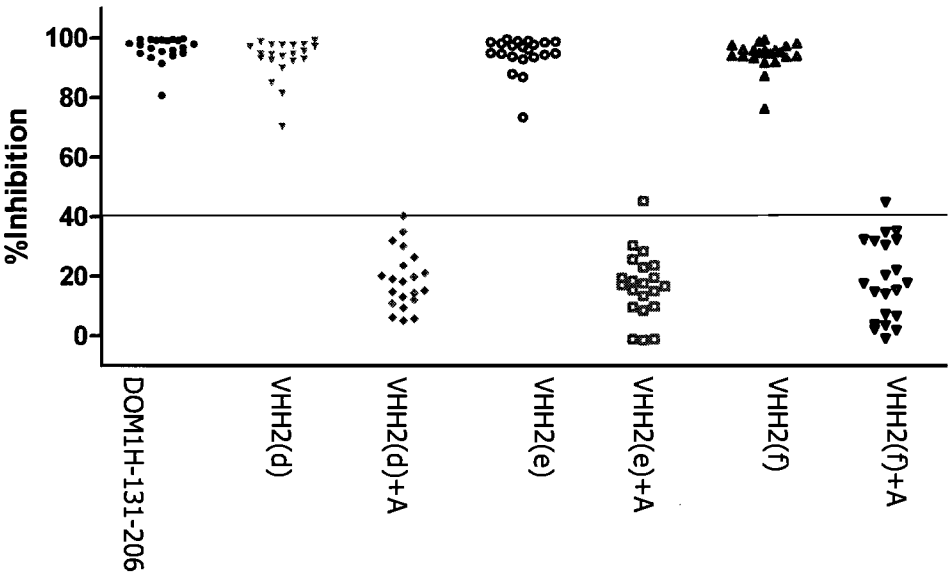 %Inhibition
100
80
60
40
20
0
DOM1H-131-206
VHH2(d)
VHH2(d)+A
VHH2(e)
VHH2(e)+A
VHH2(f)
VHH2(f)+A